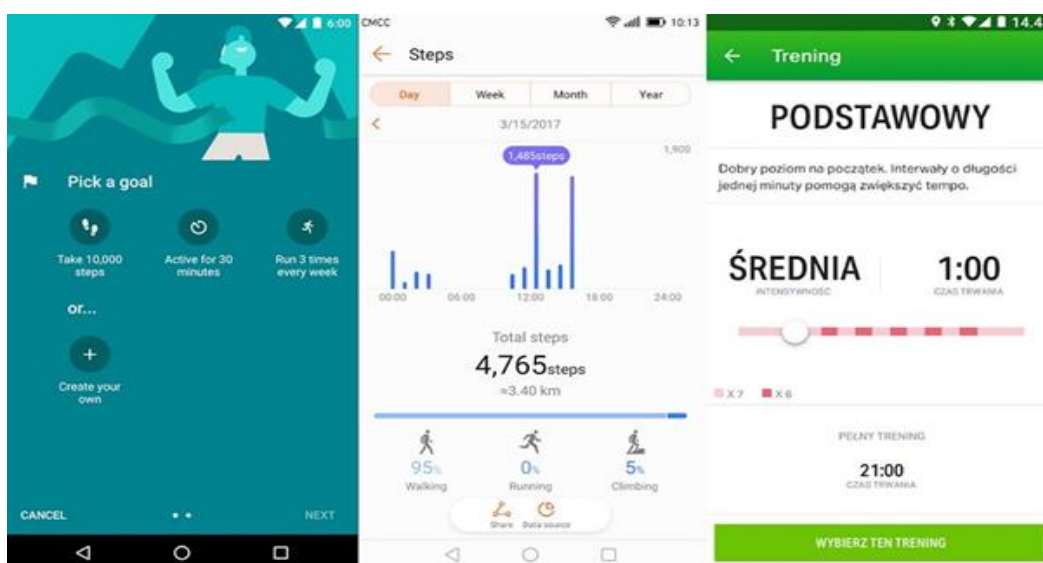 6:00
Pick a goal
Take 10,000
steps
Active for 30
minutes
Run 3 times
every week
or...
Create your
own
CANCEL
NEXT
CMCC
10:13
Steps
Day Week Month Year
3/15/2017
1,485steps
1,900
00:00 06:00 12:00 18:00 24:00
Total steps
4,765steps
≈3.40 km
95% 0% 5%
Walking Running Climbing
Share Data source
14.4
Trening
PODSTAWOWY
Dobry poziom na początek. Interwały o długości
jednej minuty pomogą zwiększyć tempo.
ŚREDNIA
INTENSYWNOŚĆ
1:00
CZAS TRWANIA
X 7 X 6
PEŁNY TRENING
21:00
CZAS TRWANIA
WYBIERZ TEN TRENING